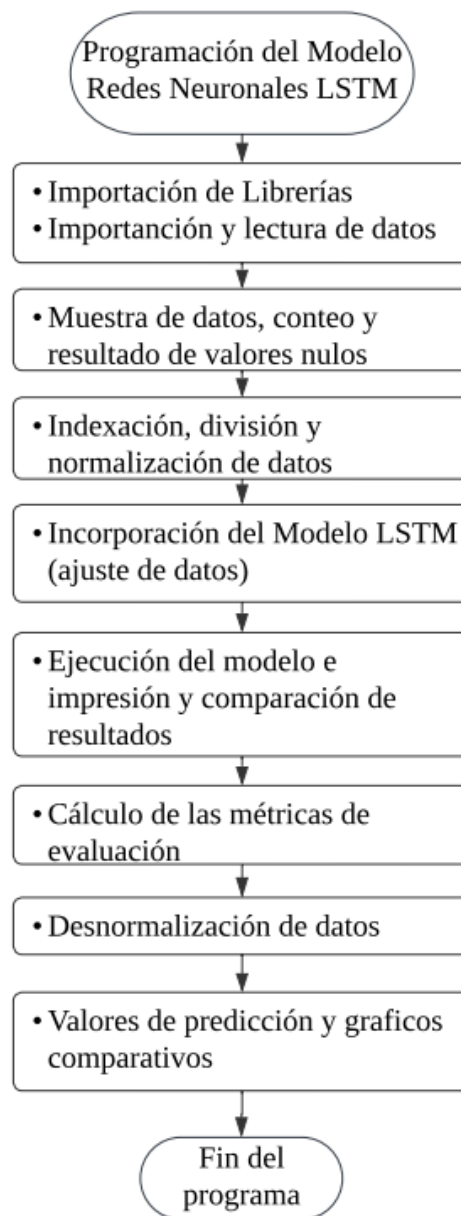 Programación del Modelo
Redes Neuronales LSTM
• Importación de Librerías
• Importanción y lectura de datos
• Muestra de datos, conteo y
resultado de valores nulos
• Indexación, división y
normalización de datos
• Incorporación del Modelo LSTM
(ajuste de datos)
• Ejecución del modelo e
impresión y comparación de
resultados
• Cálculo de las métricas de
evaluación
• Desnormalización de datos
• Valores de predicción y graficos
comparativos
Fin del
programa